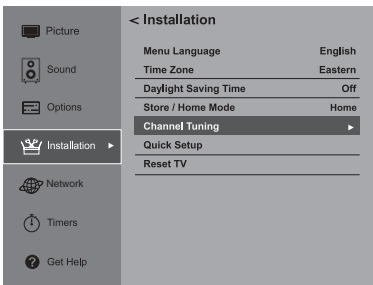 Picture
Sound
Options
Installation ►
Network
Timers
Get Help
< Installation
Menu Language English
Time Zone Eastern
Daylight Saving Time Off
Store / Home Mode Home
Channel Tuning ►
Quick Setup
Reset TV